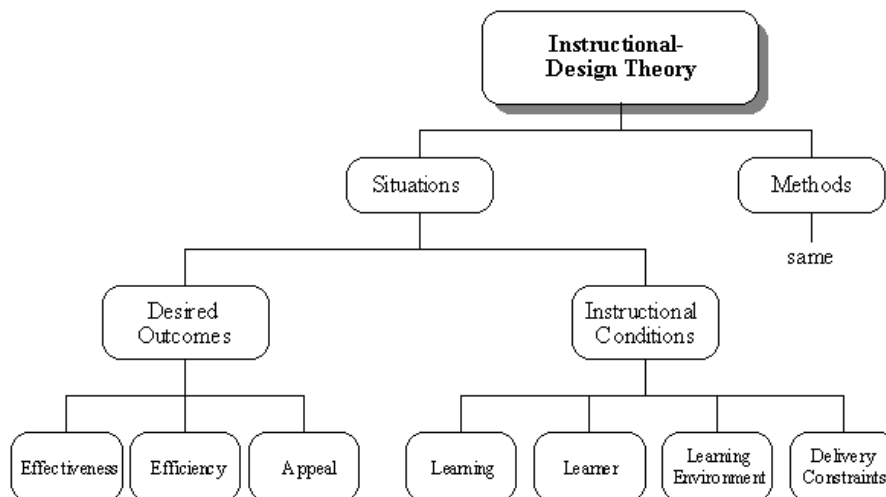 Instructional-
Design Theory
Situations
Methods
same
Desired
Outcomes
Instructional
Conditions
Effectiveness
Efficiency
Appeal
Learning
Learner
Learning
Environment
Delivery
Constraints